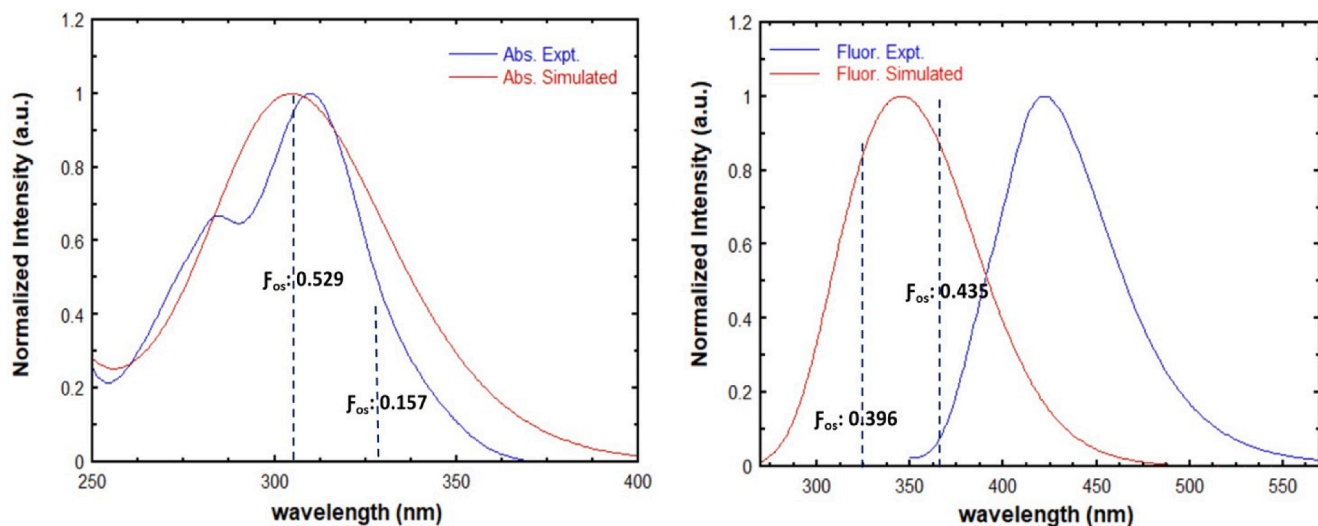 1.2
1
0.8
0.6
0.4
0.2
0
Normalized Intensity (a.u.)
Abs. Expt.
Abs. Simulated
Ƒos: 0.529
Ƒos: 0.157
250 300 350 400
wavelength (nm)
1.2
1
0.8
0.6
0.4
0.2
0
Normalized Intensity (a.u.)
Fluor. Expt.
Fluor. Simulated
Ƒos: 0.435
Ƒos: 0.396
300 350 400 450 500 550
wavelength (nm)